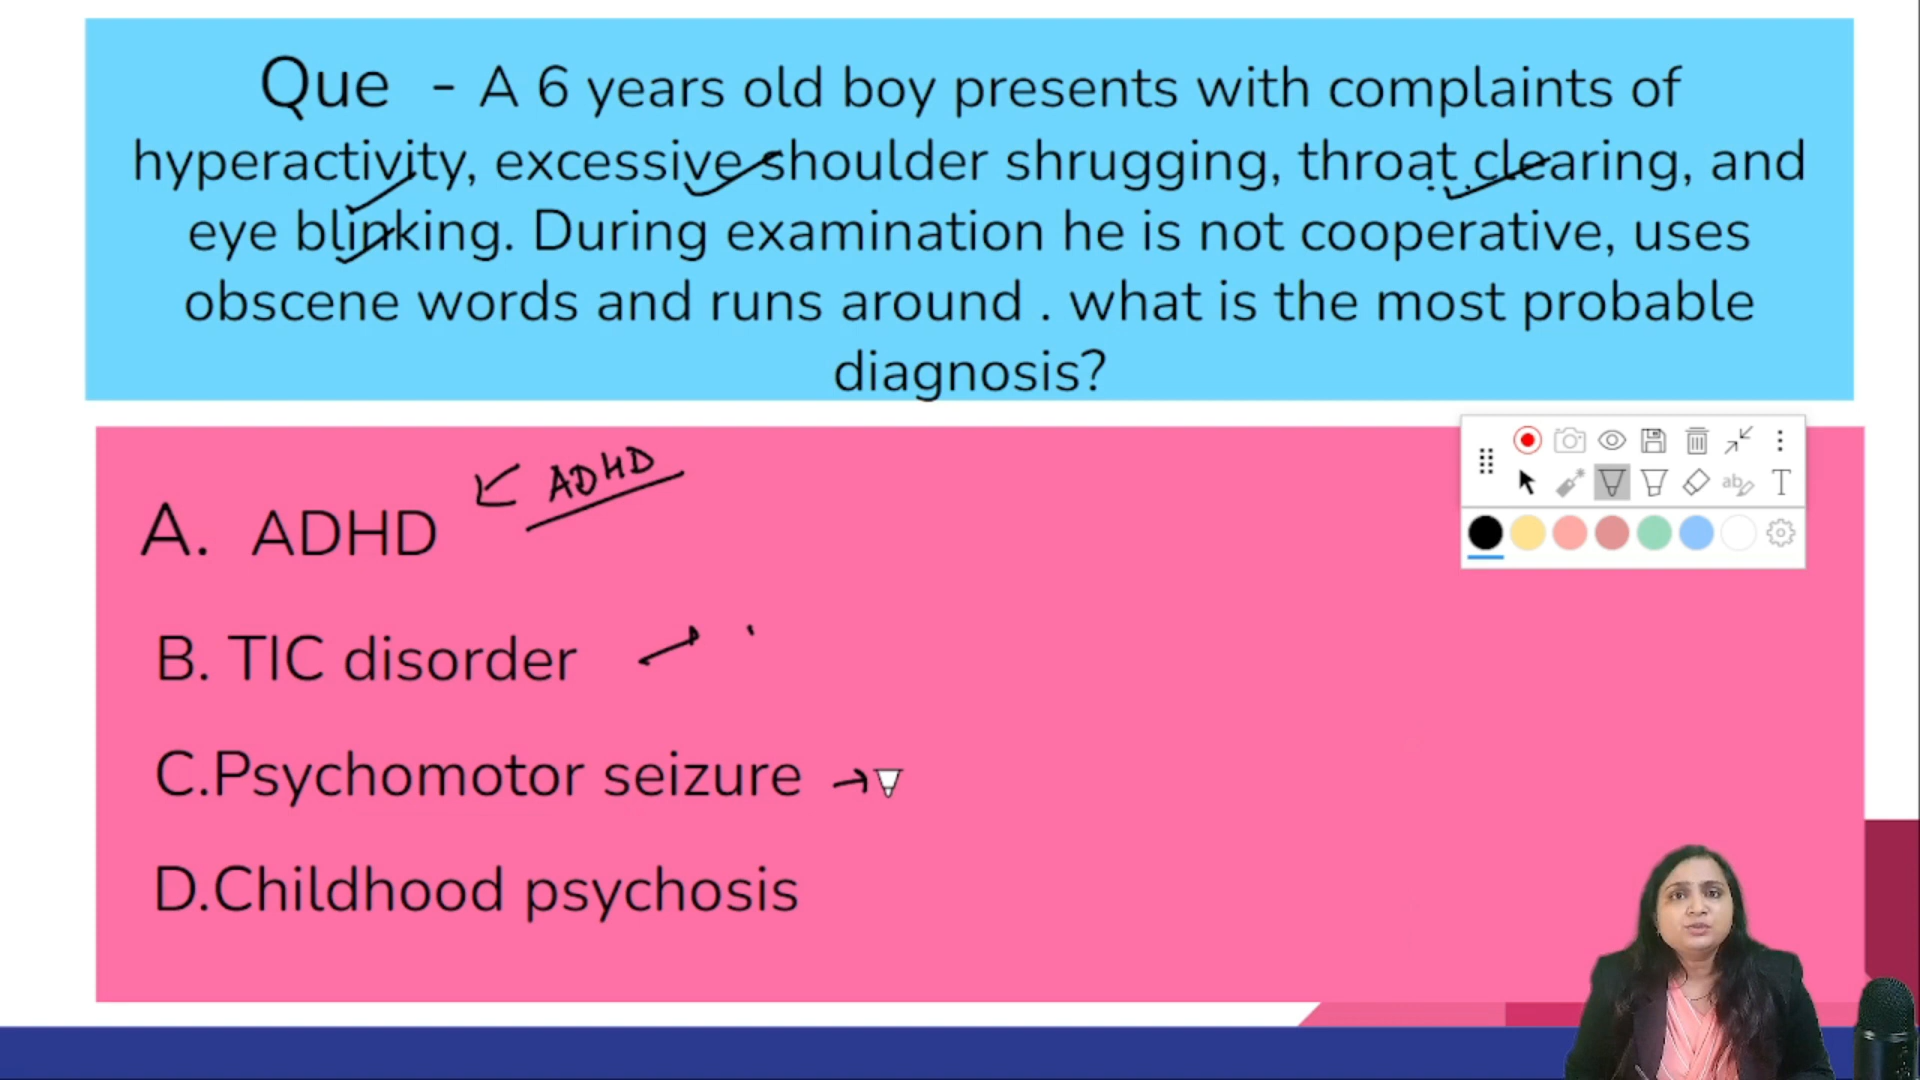 Que - A 6 years old boy presents with complaints of
hyperactivity, excessive shoulder shrugging, throat clearing, and
eye blinking. During examination he is not cooperative, uses
obscene words and runs around . what is the most probable
diagnosis?
ADHD
A. ADHD
B. TIC disorder
C.Psychomotor seizure
D.Childhood psychosis
ab
T